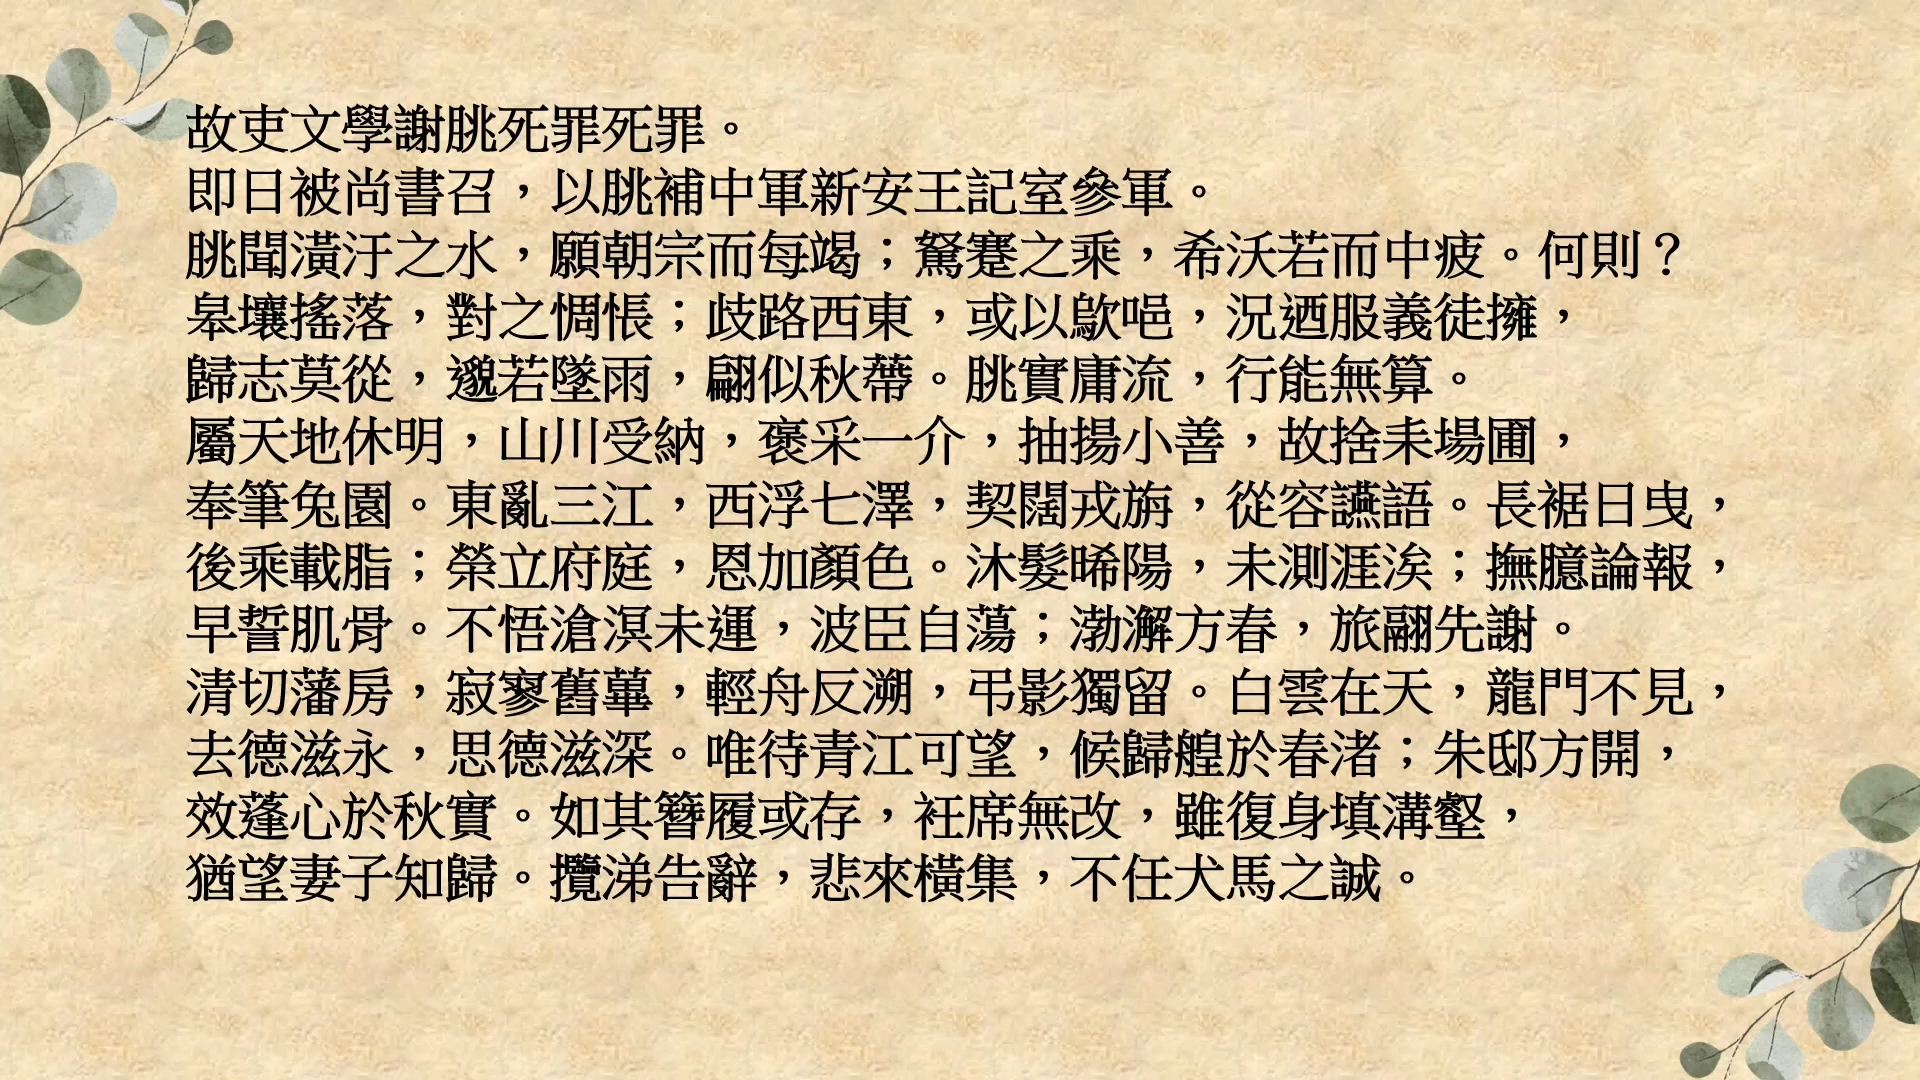 故吏文學謝脁死罪死罪。
即日被尚書召，以脁補中軍新安王記室參軍。
脁聞潢汙之水，願朝宗而每竭；駑蹇之乘，希沃若而中疲。何則？
皋壤搖落，對之惆悵；歧路西東，或以歍唈，況迺服義徒擁，
歸志莫從，邈若墜雨，翩似秋蔕。脁實庸流，行能無算。
屬天地休明，山川受納，褒采一介，抽揚小善，故捨耒場圃，
奉筆兔園。東亂三江，西浮七澤，契闊戎旃，從容讌語。長裾日曳，
後乘載脂；榮立府庭，恩加顏色。沐髮晞陽，未測涯涘；撫臆論報，
早誓肌骨。不悟滄溟未運，波臣自蕩；渤澥方春，旅翮先謝。
清切藩房，寂寥舊蓽，輕舟反溯，弔影獨留。白雲在天，龍門不見，
去德滋永，思德滋深。唯待青江可望，候歸艎於春渚；朱邸方開，
效蓬心於秋實。如其簪履或存，衽席無改，雖復身填溝壑，
猶望妻子知歸。攬涕告辭，悲來橫集，不任犬馬之誠。